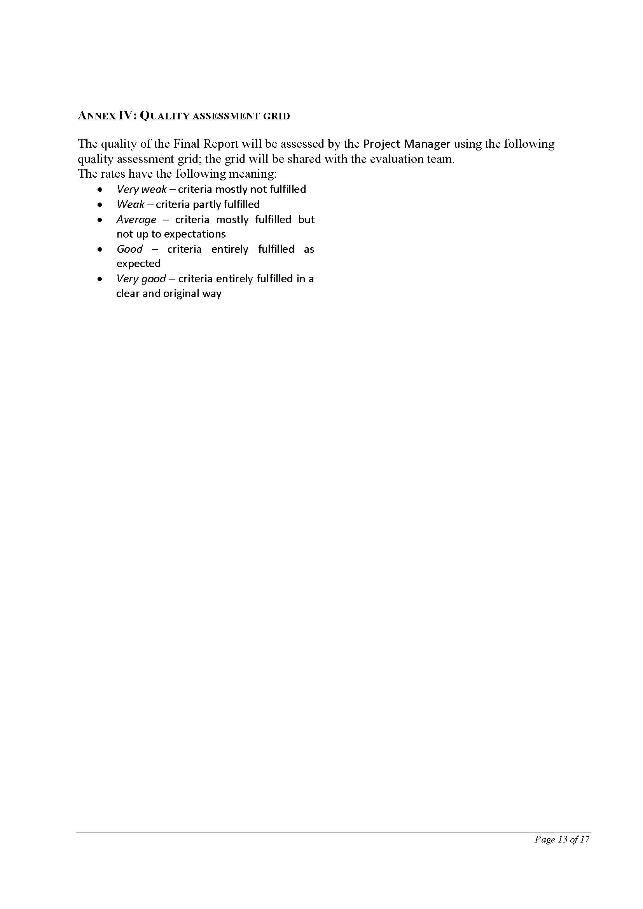 ANNEX IV: QUALITY ASSESSMENT GRID
The quality of the Final Report will be assessed by the Project Manager using the following
quality assessment grid; the grid will be shared with the evaluation team.
The rates have the following meaning:
• Very weak – criteria mostly not fulfilled
• Weak – criteria partly fulfilled
• Average – criteria mostly fulfilled but
not up to expectations
• Good – criteria entirely fulfilled as
expected
• Very good – criteria entirely fulfilled in a
clear and original way
Page 13 of 17